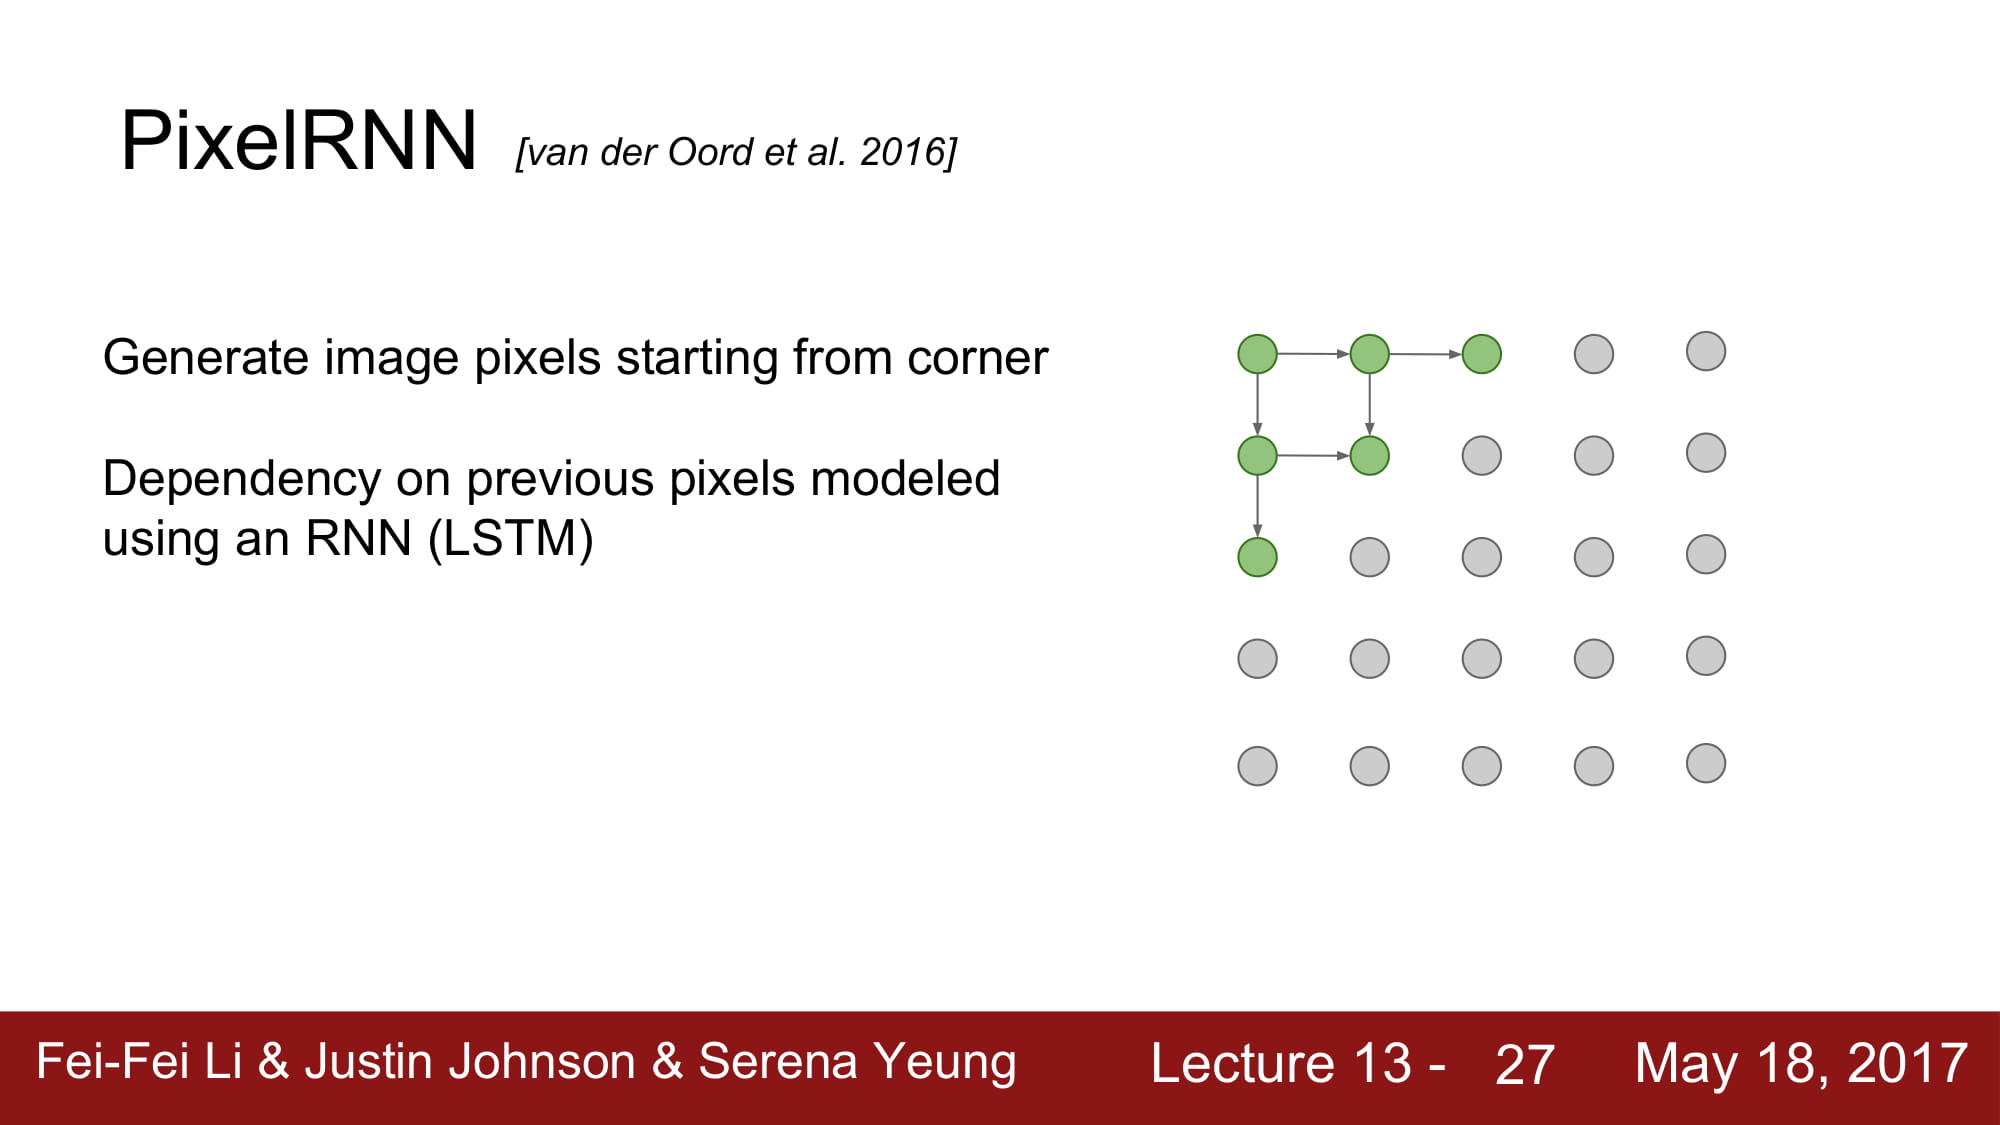 PixelRNN [van der Oord et al. 2016]
Generate image pixels starting from corner
Dependency on previous pixels modeled
using an RNN (LSTM)
Fei-Fei Li & Justin Johnson & Serena Yeung Lecture 13 - 27 May 18, 2017